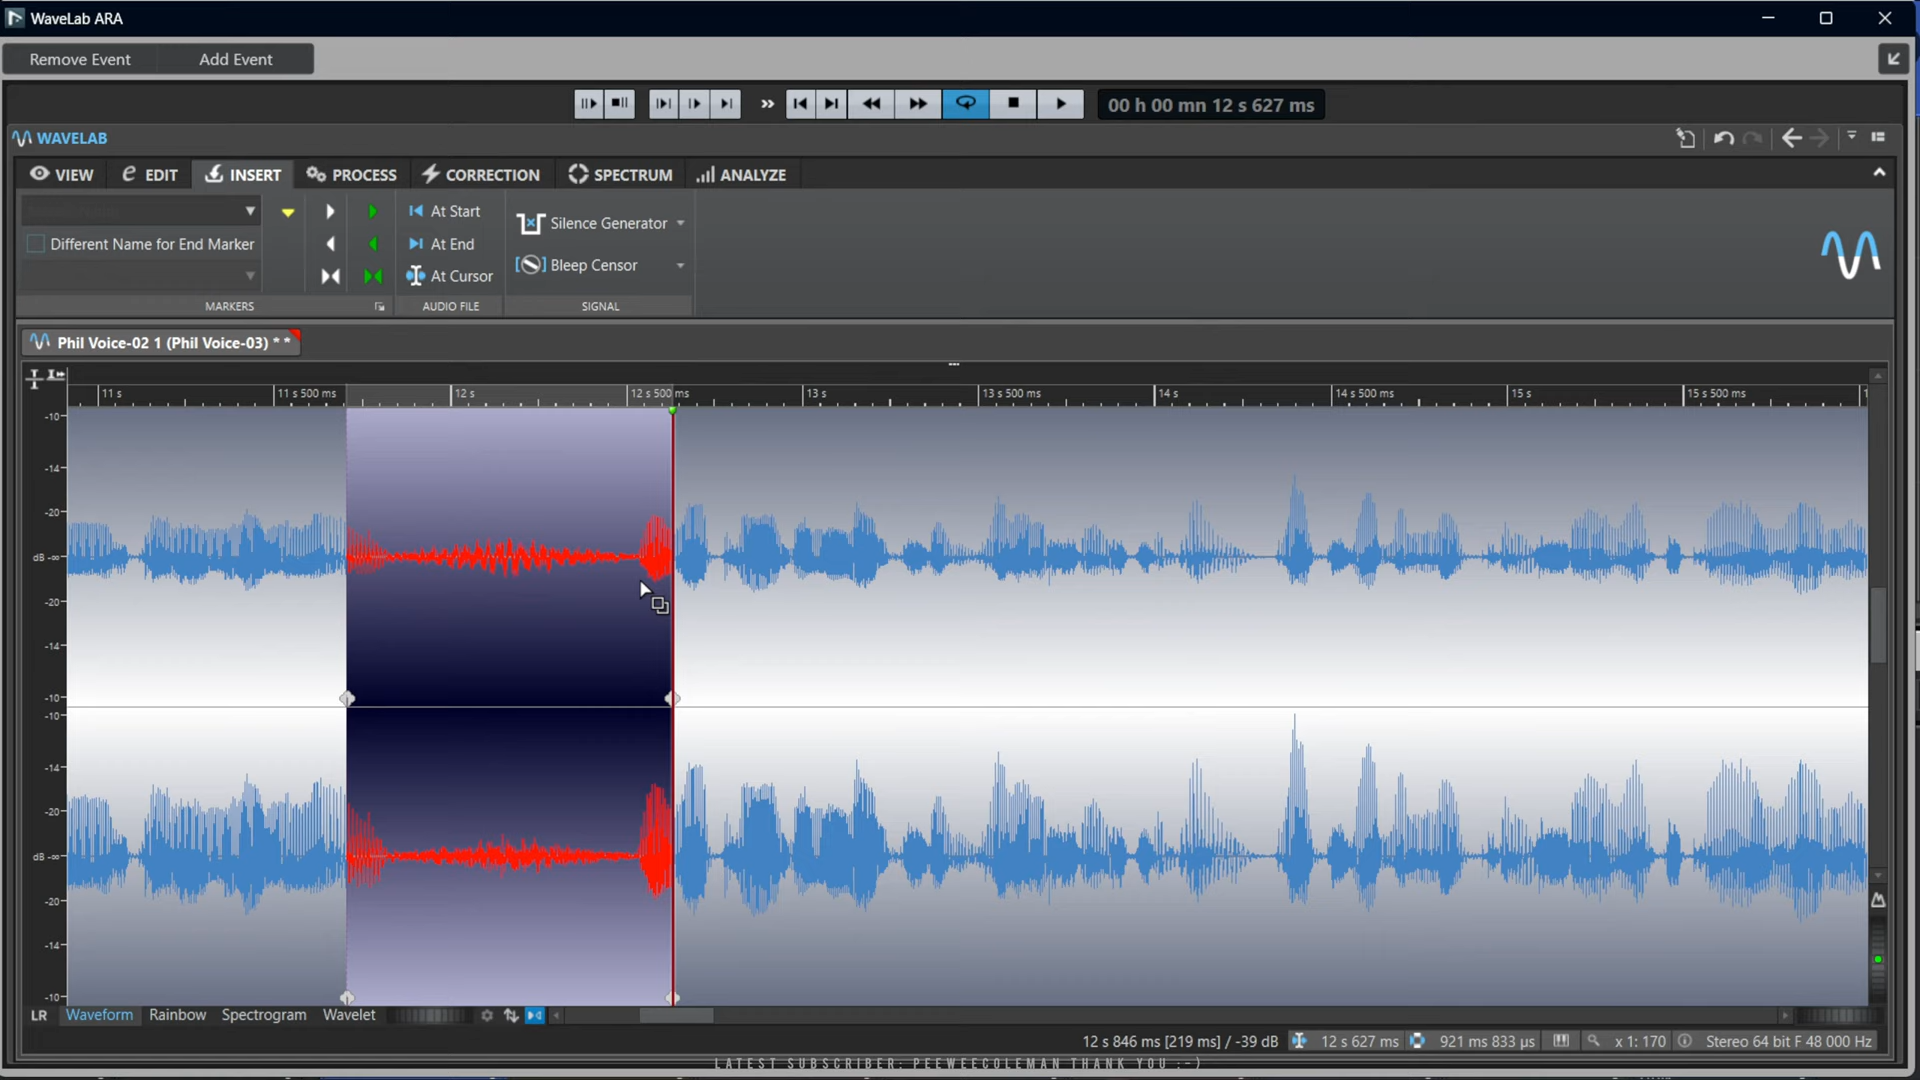 WaveLab ARA
Remove Event Add Event
00 h 00 mn 12 s 627 ms
WAVELAB
VIEW EDIT INSERT PROCESS CORRECTION SPECTRUM ANALYZE
At Start
Silence Generator
Different Name for End Marker
At End
Bleep Censor
At Cursor
MARKERS AUDIO FILE SIGNAL
Phil Voice-02 1 (Phil Voice-03) * *
11 s 11 s 500 ms 12 s 12 s 500 ms 13 s 13 s 500 ms 14 s 14 s 500 ms 15 s 15 s 500 ms
-10
-14
-20
dB -∞
-20
-14
-10
-10
-14
-20
dB -∞
-20
-14
-10
LR Waveform Rainbow Spectrogram Wavelet
12 s 846 ms [219 ms] / -39 dB 12 s 627 ms 921 ms 833 µs x 1: 170 Stereo 64 bit F 48 000 Hz
LATEST SUBSCRIBER: PEEWEECOLEMAN THANK YOU :-)